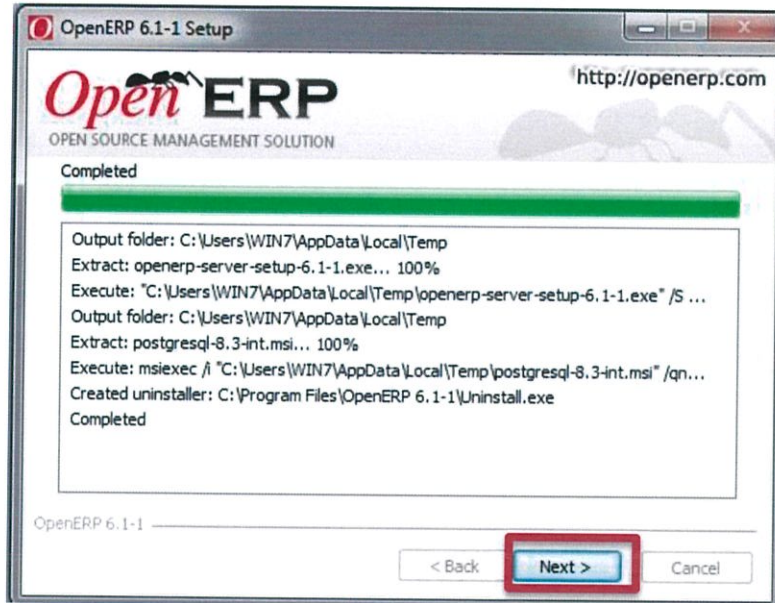 OpenERP 6.1-1 Setup
Open ERP
http://openerp.com
OPEN SOURCE MANAGEMENT SOLUTION
Completed
Output folder: C:\Users\WIN7\AppData\Local\Temp
Extract: openerp-server-setup-6.1-1.exe... 100%
Execute: "C:\Users\WIN7\AppData\Local\Temp\openerp-server-setup-6.1-1.exe" /S ...
Output folder: C:\Users\WIN7\AppData\Local\Temp
Extract: postgresql-8.3-int.msi... 100%
Execute: msiexec /i "C:\Users\WIN7\AppData\Local\Temp\postgresql-8.3-int.msi" /qn...
Created uninstaller: C:\Program Files\OpenERP 6.1-1\Uninstall.exe
Completed
OpenERP 6.1-1
< Back Next > Cancel